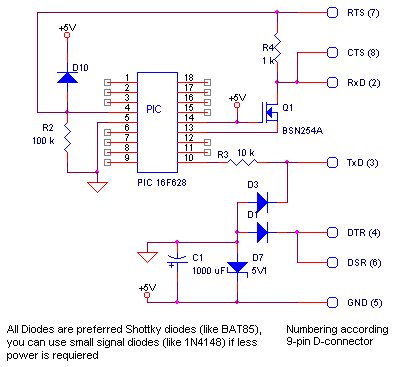 RTS (7)
+5V
R4
1 k
CTS (8)
D10
RxD (2)
1
18
2
17
+5V
3
16
Q1
4
PIC
15
R2
5
14
100 k
6
13
BSN254A
7
12
8
11
R3
10 k
9
10
TxD (3)
PIC 16F628
D3
D1
DTR (4)
C1
D7
DSR (6)
1000 uF
5V1
+
+5V
GND (5)
All Diodes are preferred Shottky diodes (like BAT85),
you can use small signal diodes (like 1N4148) if less
power is requiered
Numbering according
9-pin D-connector